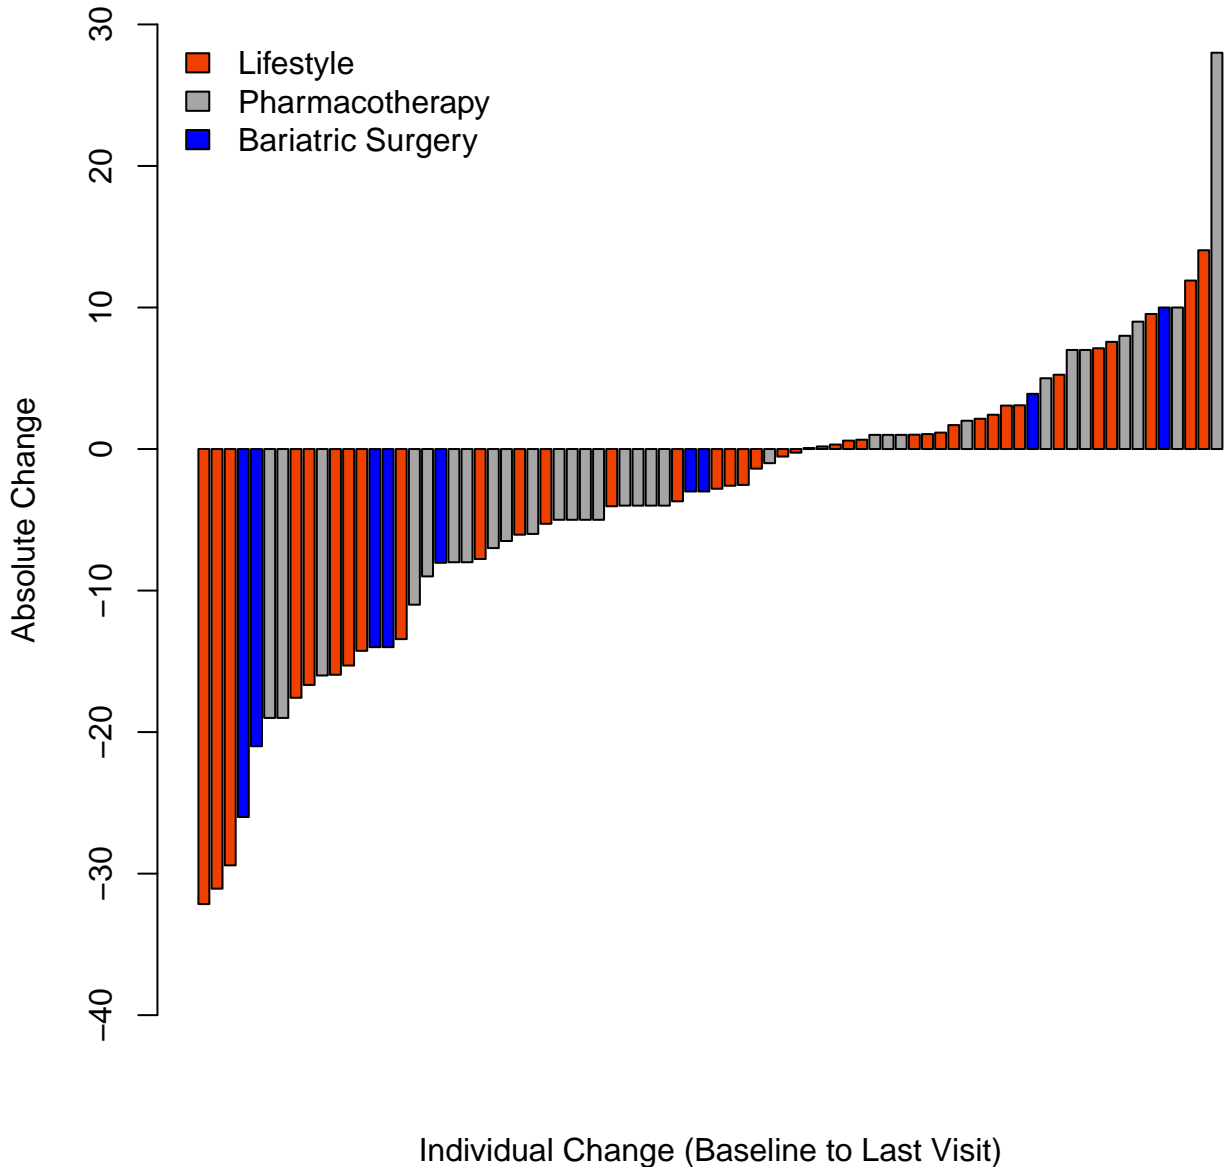 Lifestyle
Pharmacotherapy
Bariatric Surgery
30
20
10
0
−10
−20
−30
−40
Absolute Change
Individual Change (Baseline to Last Visit)